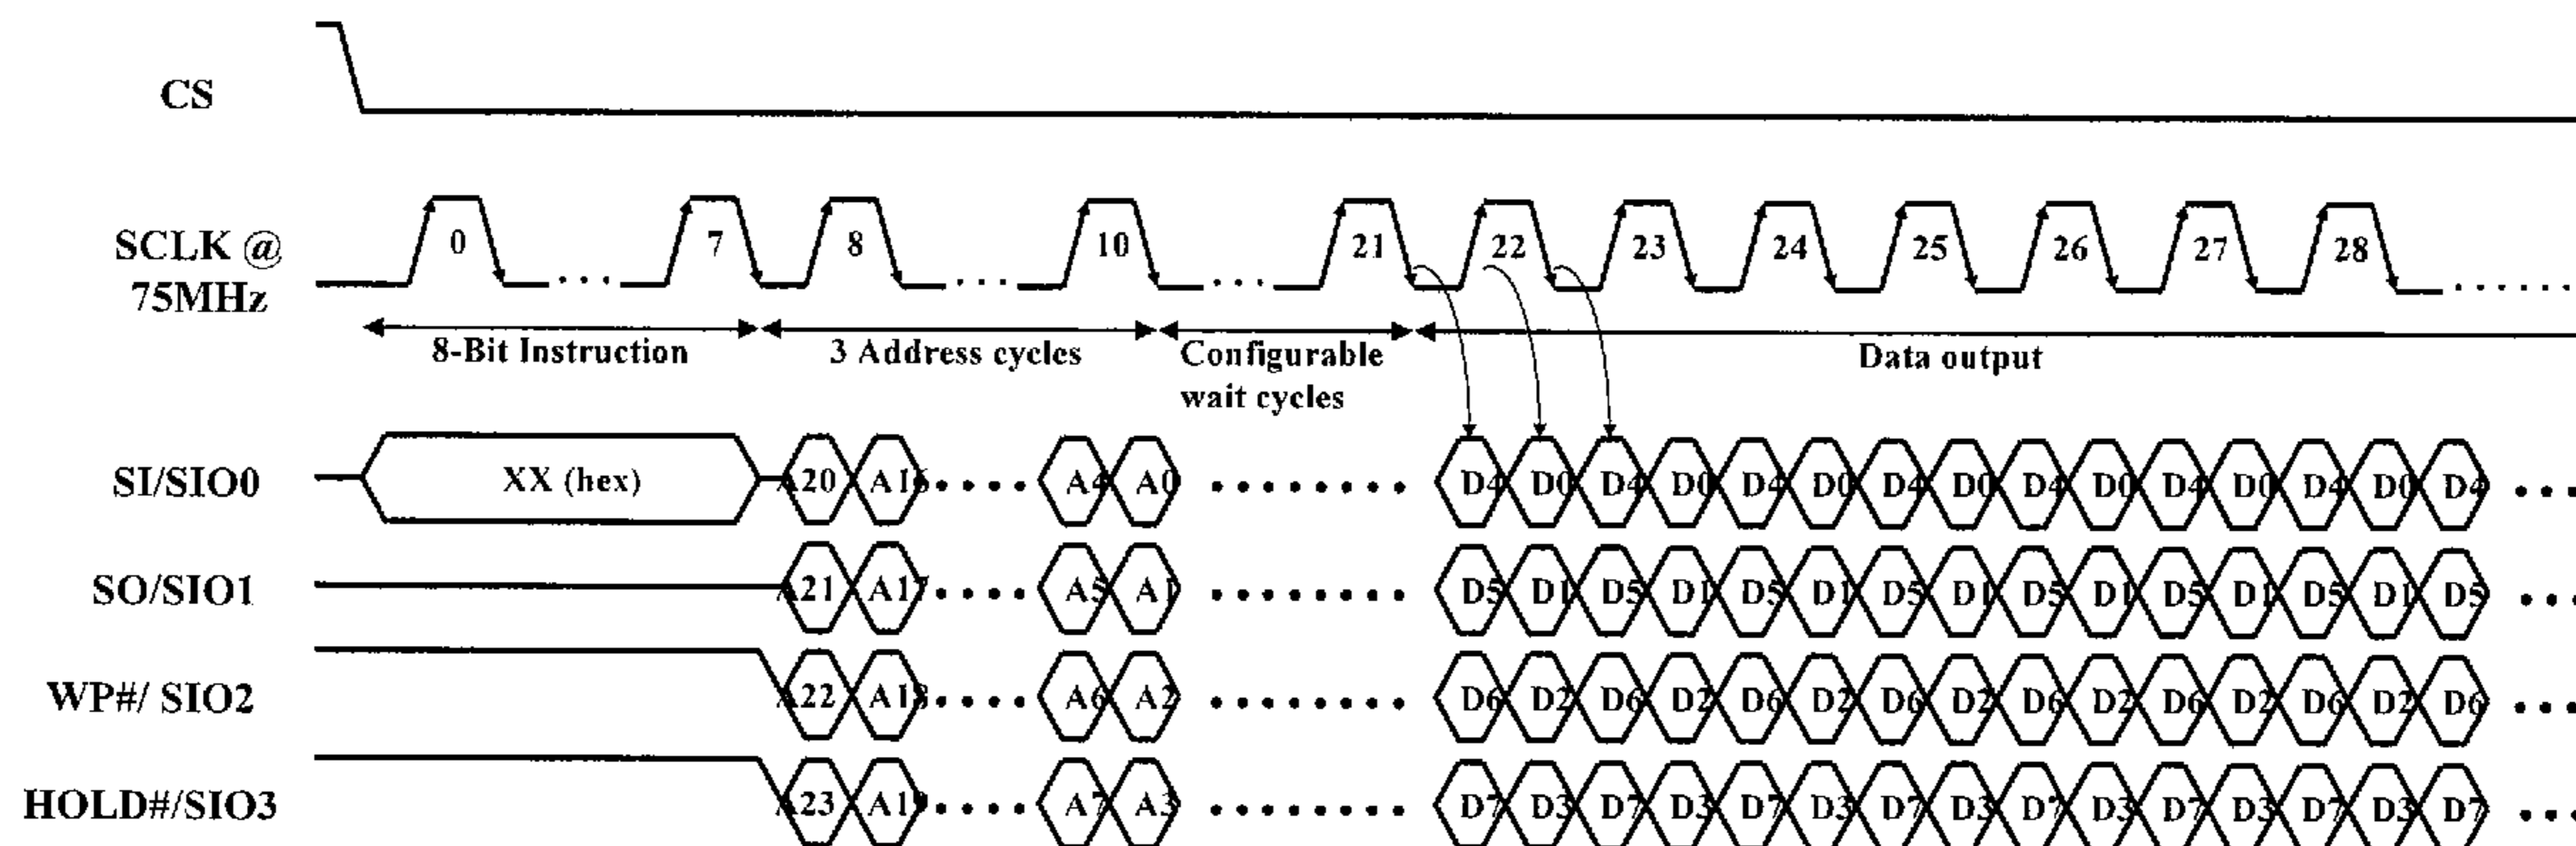 CS
SCLK @
75MHz
0 ... 7 8 ... 10 ... 21 22 23 24 25 26 27 28 .......
8-Bit Instruction
3 Address cycles
Configurable
wait cycles
Data output
SI/SIO0 XX (hex) A20 A16 .... A4 A0 ........ D4 D0 D4 D0 D4 D0 D4 D0 D4 D0 D4 D0 D4 D0 D4 ...
SO/SIO1 A21 A17 .... A5 A1 ........ D5 D1 D5 D1 D5 D1 D5 D1 D5 D1 D5 D1 D5 D1 D5 ...
WP#/ SIO2 A22 A18 .... A6 A2 ........ D6 D2 D6 D2 D6 D2 D6 D2 D6 D2 D6 D2 D6 D2 D6 ...
HOLD#/SIO3 A23 A19 .... A7 A3 ........ D7 D3 D7 D3 D7 D3 D7 D3 D7 D3 D7 D3 D7 D3 D7 ...